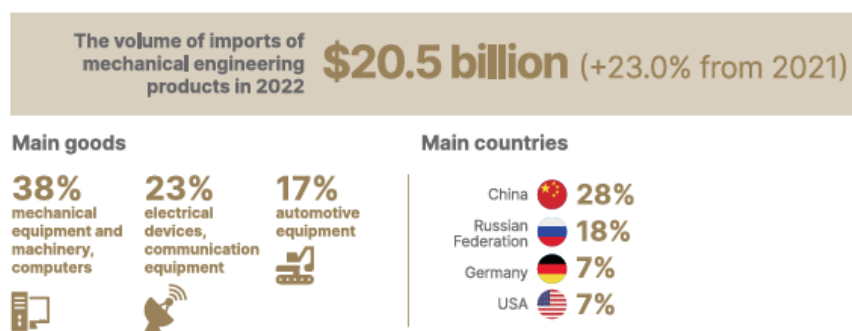 The volume of imports of
mechanical engineering
products in 2022
$20.5 billion (+23.0% from 2021)
Main goods
38%
mechanical
equipment and
machinery,
computers
23%
electrical
devices,
communication
equipment
17%
automotive
equipment
Main countries
China 28%
Russian
Federation 18%
Germany 7%
USA 7%